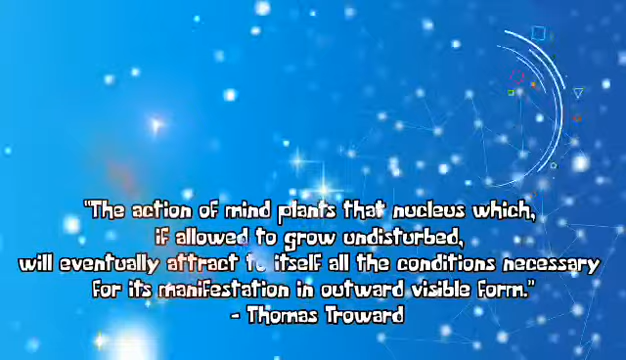 "The action of mind plants that nucleus which,
if allowed to grow undisturbed,
will eventually attract to itself all the conditions necessary
for its manifestation in outward visible form."
- Thomas Troward